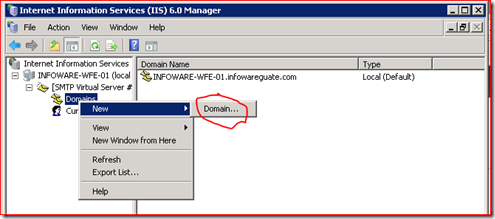 Internet Information Services (IIS) 6.0 Manager
File Action View Window Help
Internet Information Services
INFOWARE-WFE-01 (local
[SMTP Virtual Server #
Domains
Cur
Domain Name Type
INFOWARE-WFE-01.infowareguate.com Local (Default)
New
Domain...
View
New Window from Here
Refresh
Export List...
Help